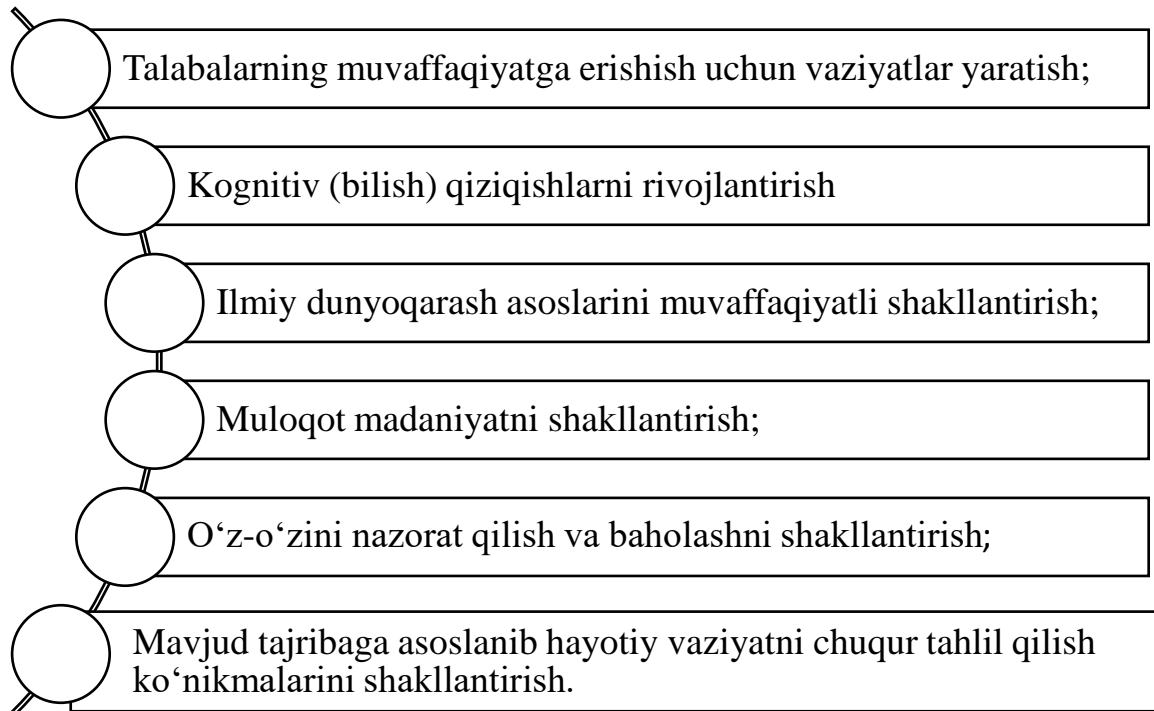 Talabalarning muvaffaqiyatga erishish uchun vaziyatlar yaratish;
Kognitiv (bilish) qiziqishlarni rivojlantirish
Ilmiy dunyoqarash asoslarini muvaffaqiyatli shakllantirish;
Muloqot madaniyatni shakllantirish;
O‘z-o‘zini nazorat qilish va baholashni shakllantirish;
Mavjud tajribaga asoslanib hayotiy vaziyatni chuqur tahlil qilish
ko‘nikmalarini shakllantirish.